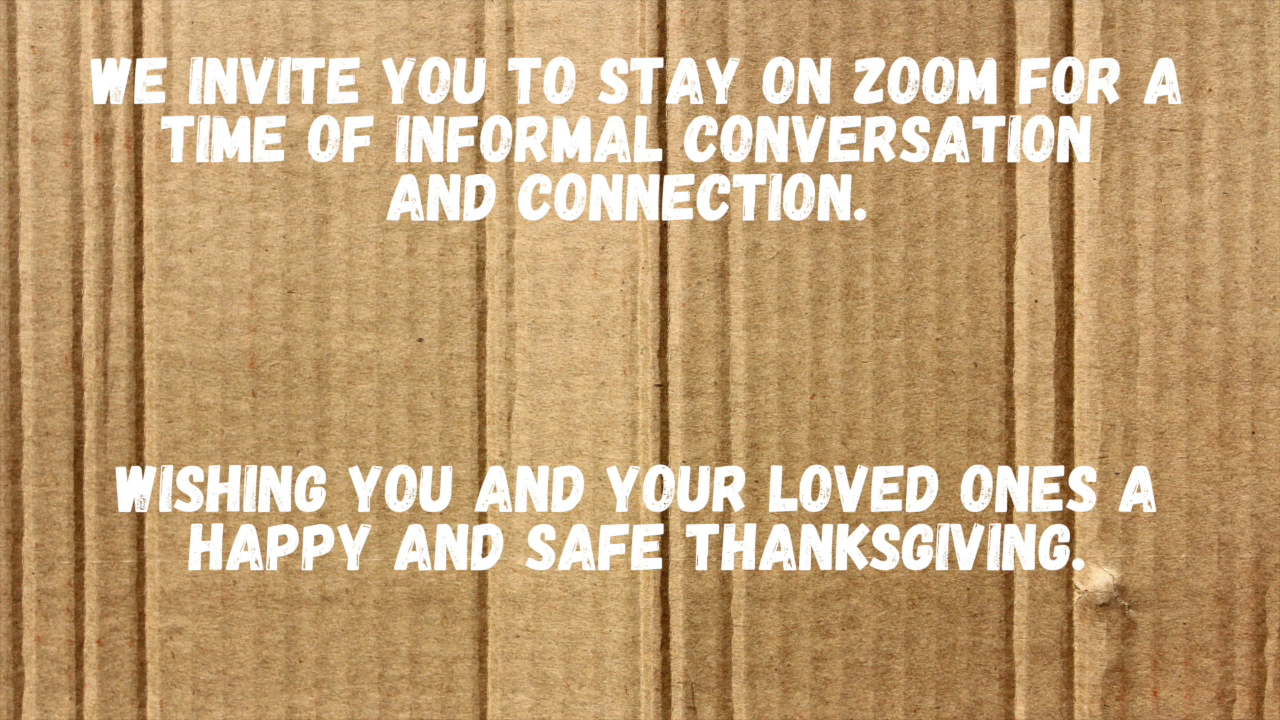 WE INVITE YOU TO STAY ON ZOOM FOR A
TIME OF INFORMAL CONVERSATION
AND CONNECTION.
WISHING YOU AND YOUR LOVED ONES A
HAPPY AND SAFE THANKSGIVING.